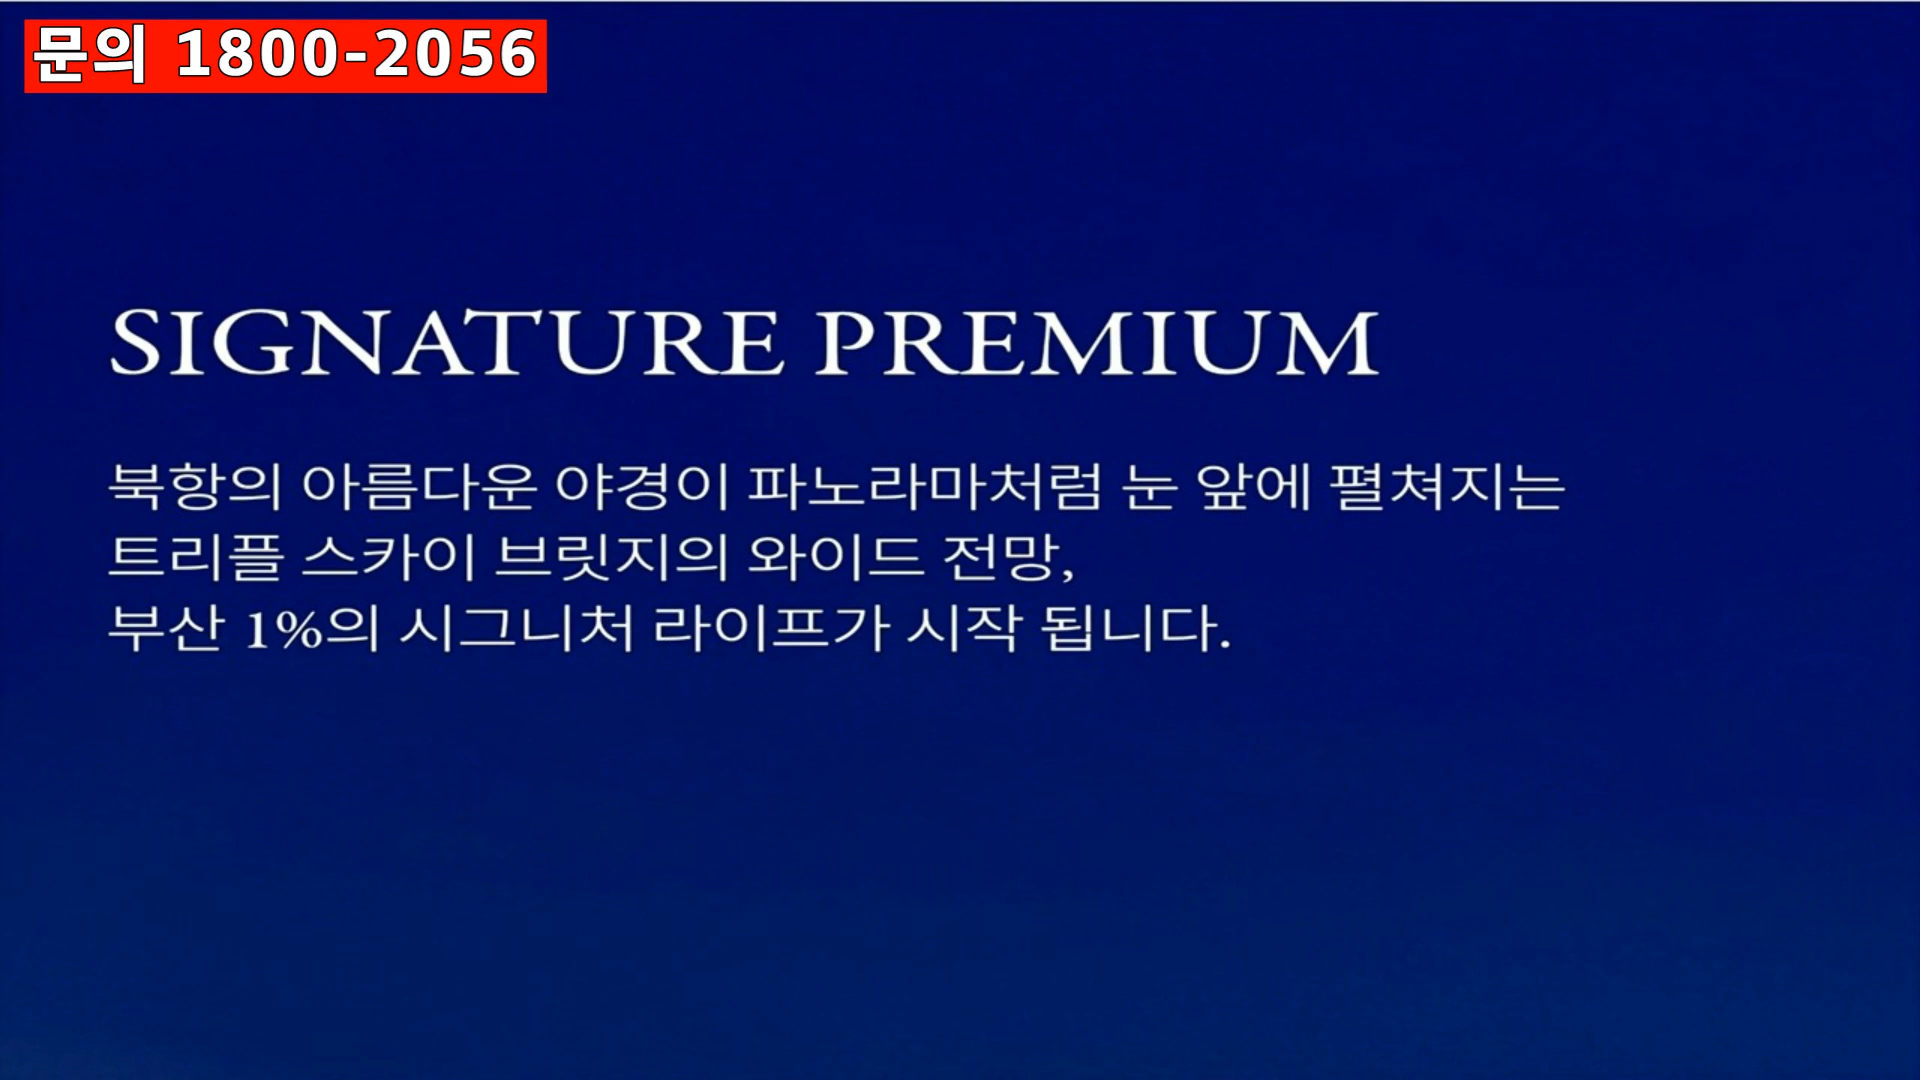 문의 1800-2056
SIGNATURE PREMIUM
북항의 아름다운 야경이 파노라마처럼 눈 앞에 펼쳐지는
트리플 스카이 브릿지의 와이드 전망,
부산 1%의 시그니처 라이프가 시작 됩니다.